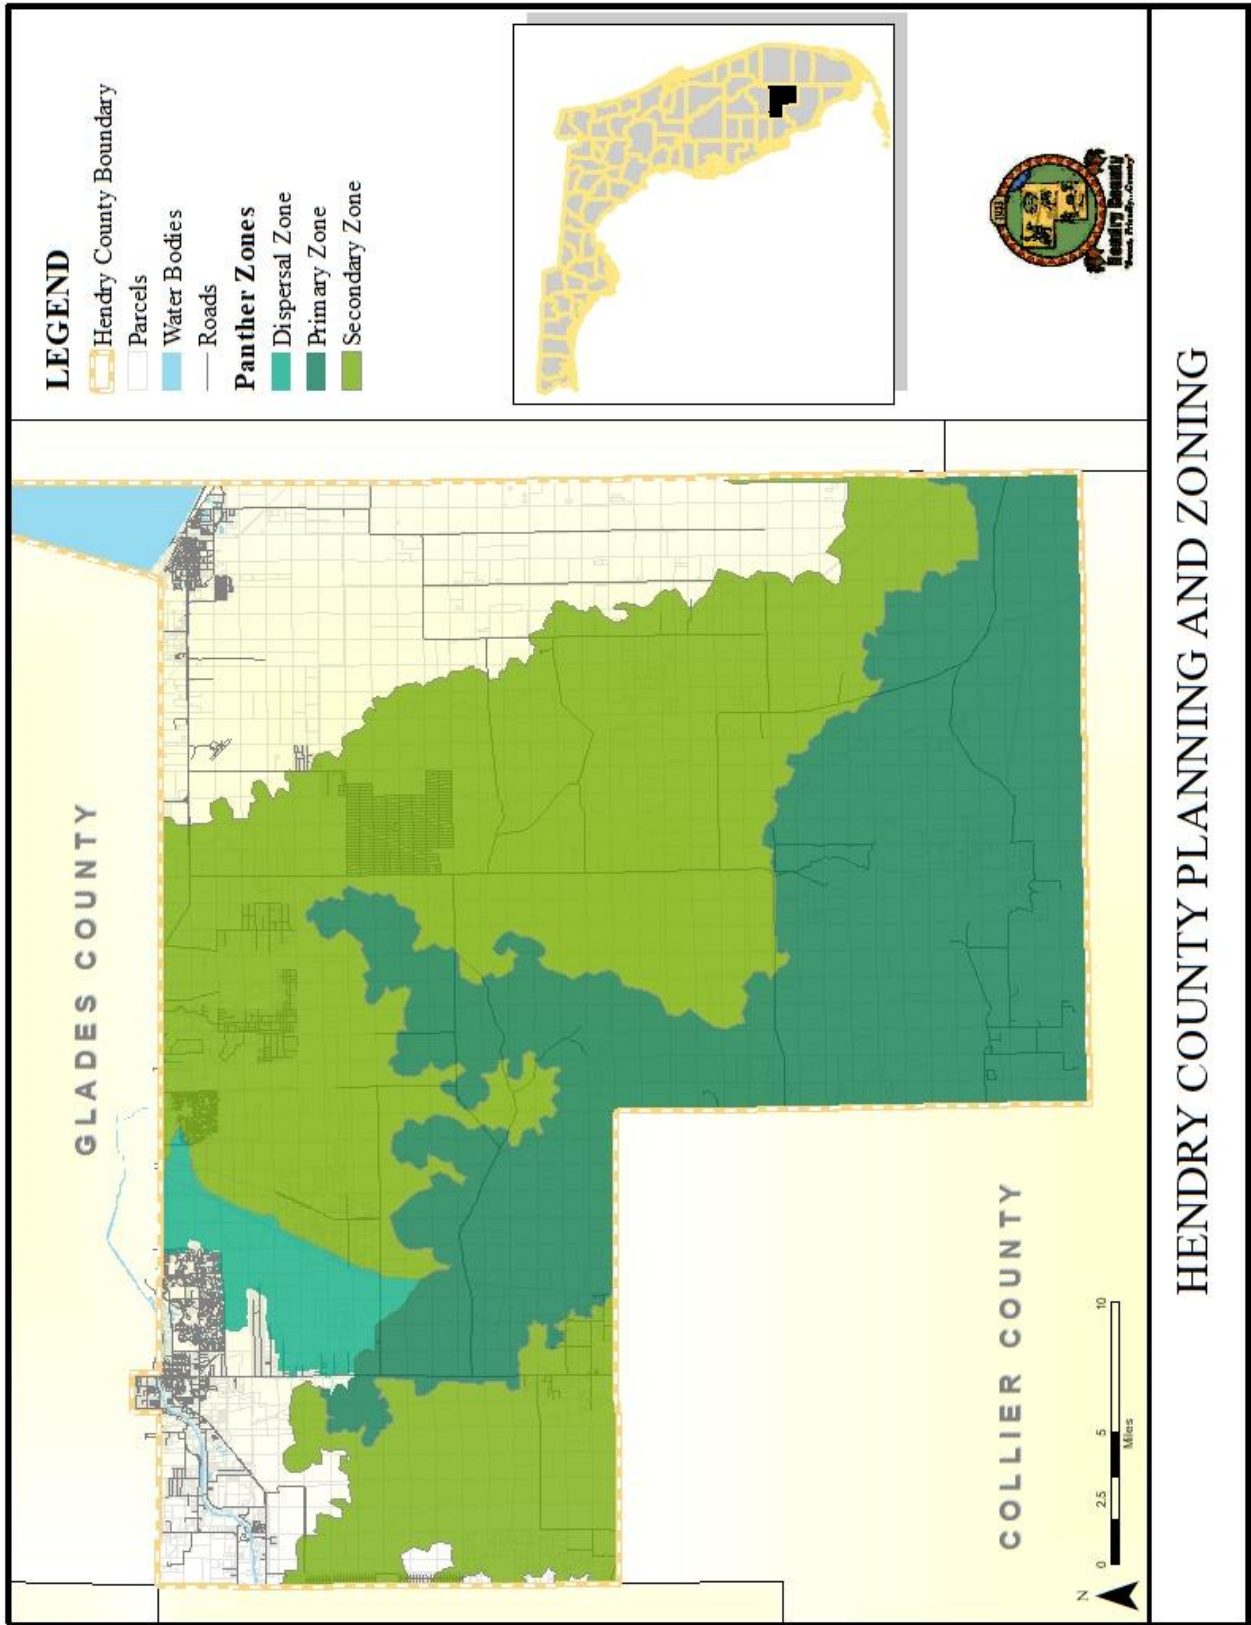 LEGEND
Hendry County Boundary
Parcels
Water Bodies
Roads
Panther Zones
Dispersal Zone
Primary Zone
Secondary Zone
GLADES COUNTY
COLLIER COUNTY
N
0 2.5 5 10
Miles
1923
Hendry County
HENDRY COUNTY PLANNING AND ZONING